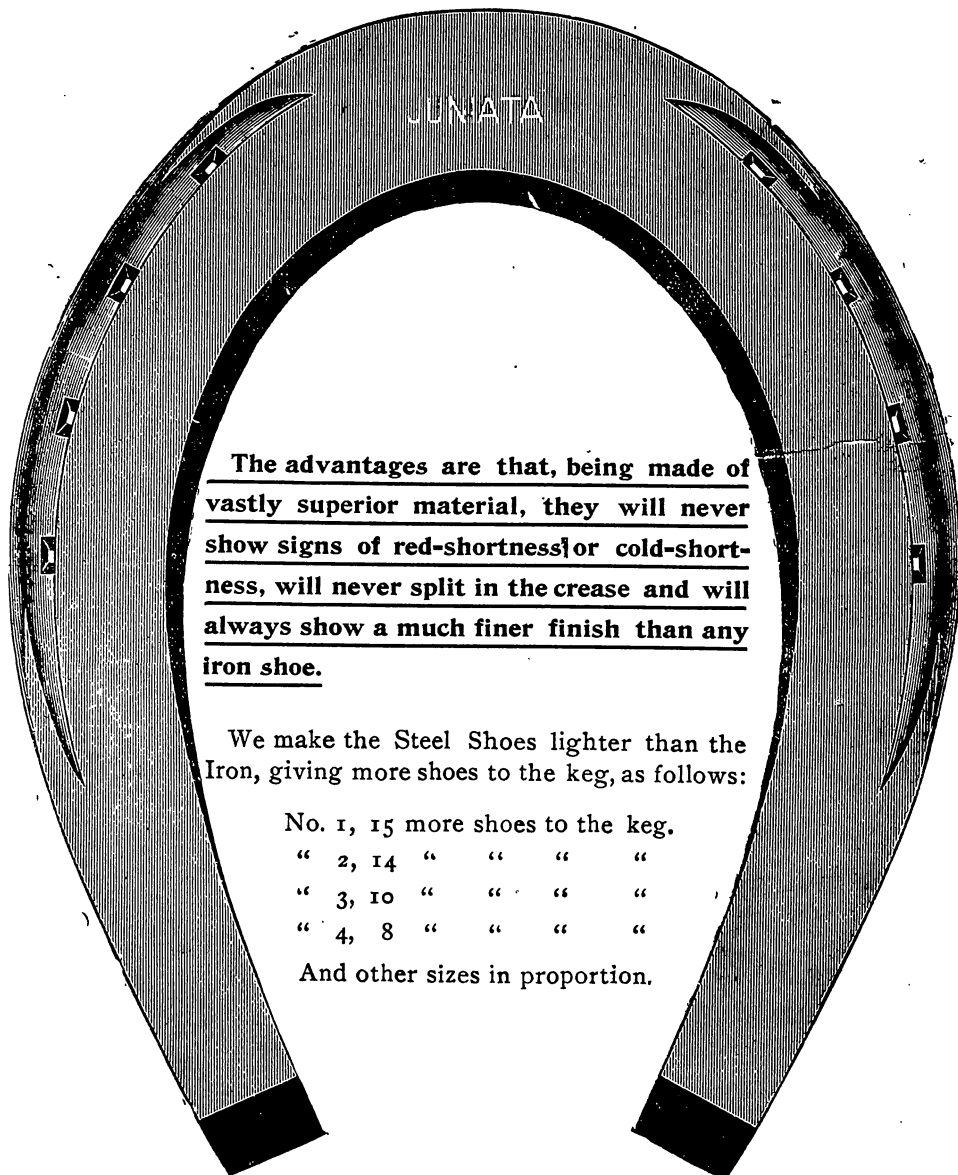 JUNIATA
The advantages are that, being made of
vastly superior material, they will never
show signs of red-shortness or cold-short-
ness, will never split in the crease and will
always show a much finer finish than any
iron shoe.
We make the Steel Shoes lighter than the
Iron, giving more shoes to the keg, as follows:
No. 1, 15 more shoes to the keg.
“ 2, 14 “ “ “ “
“ 3, 10 “ “ “ “
“ 4, 8 “ “ “ “
And other sizes in proportion.